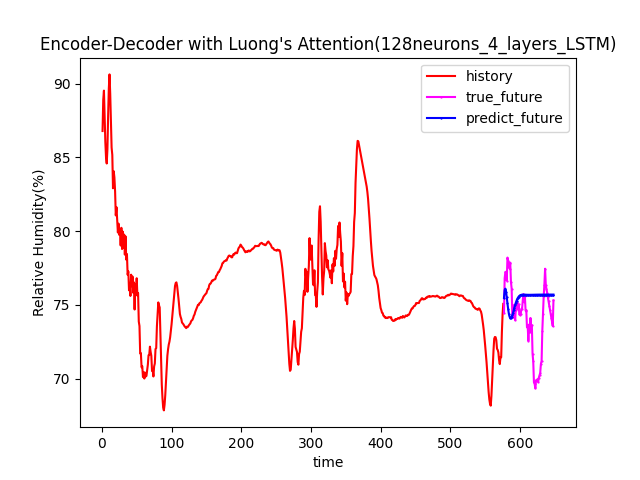 Encoder-Decoder with Luong's Attention(128neurons_4_layers_LSTM)
history
true_future
predict_future
Relative Humidity(%)
90
85
80
75
70
0 100 200 300 400 500 600
time